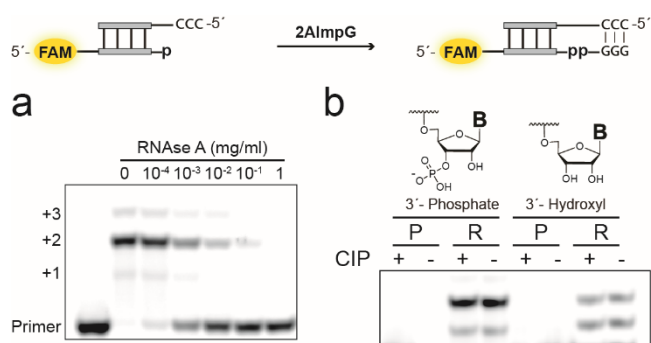 CCC -5´
2AImpG
CCC -5´
5´- FAM p
5´- FAM pp GGG
a
b
RNAse A (mg/ml)
0 10-4 10-3 10-2 10-1 1
+3
+2
+1
Primer
B
O
O OH
O
P
-O OH
O
B
O
O
OH OH
3´- Phosphate 3´- Hydroxyl
P R P R
CIP + - + - + - + -